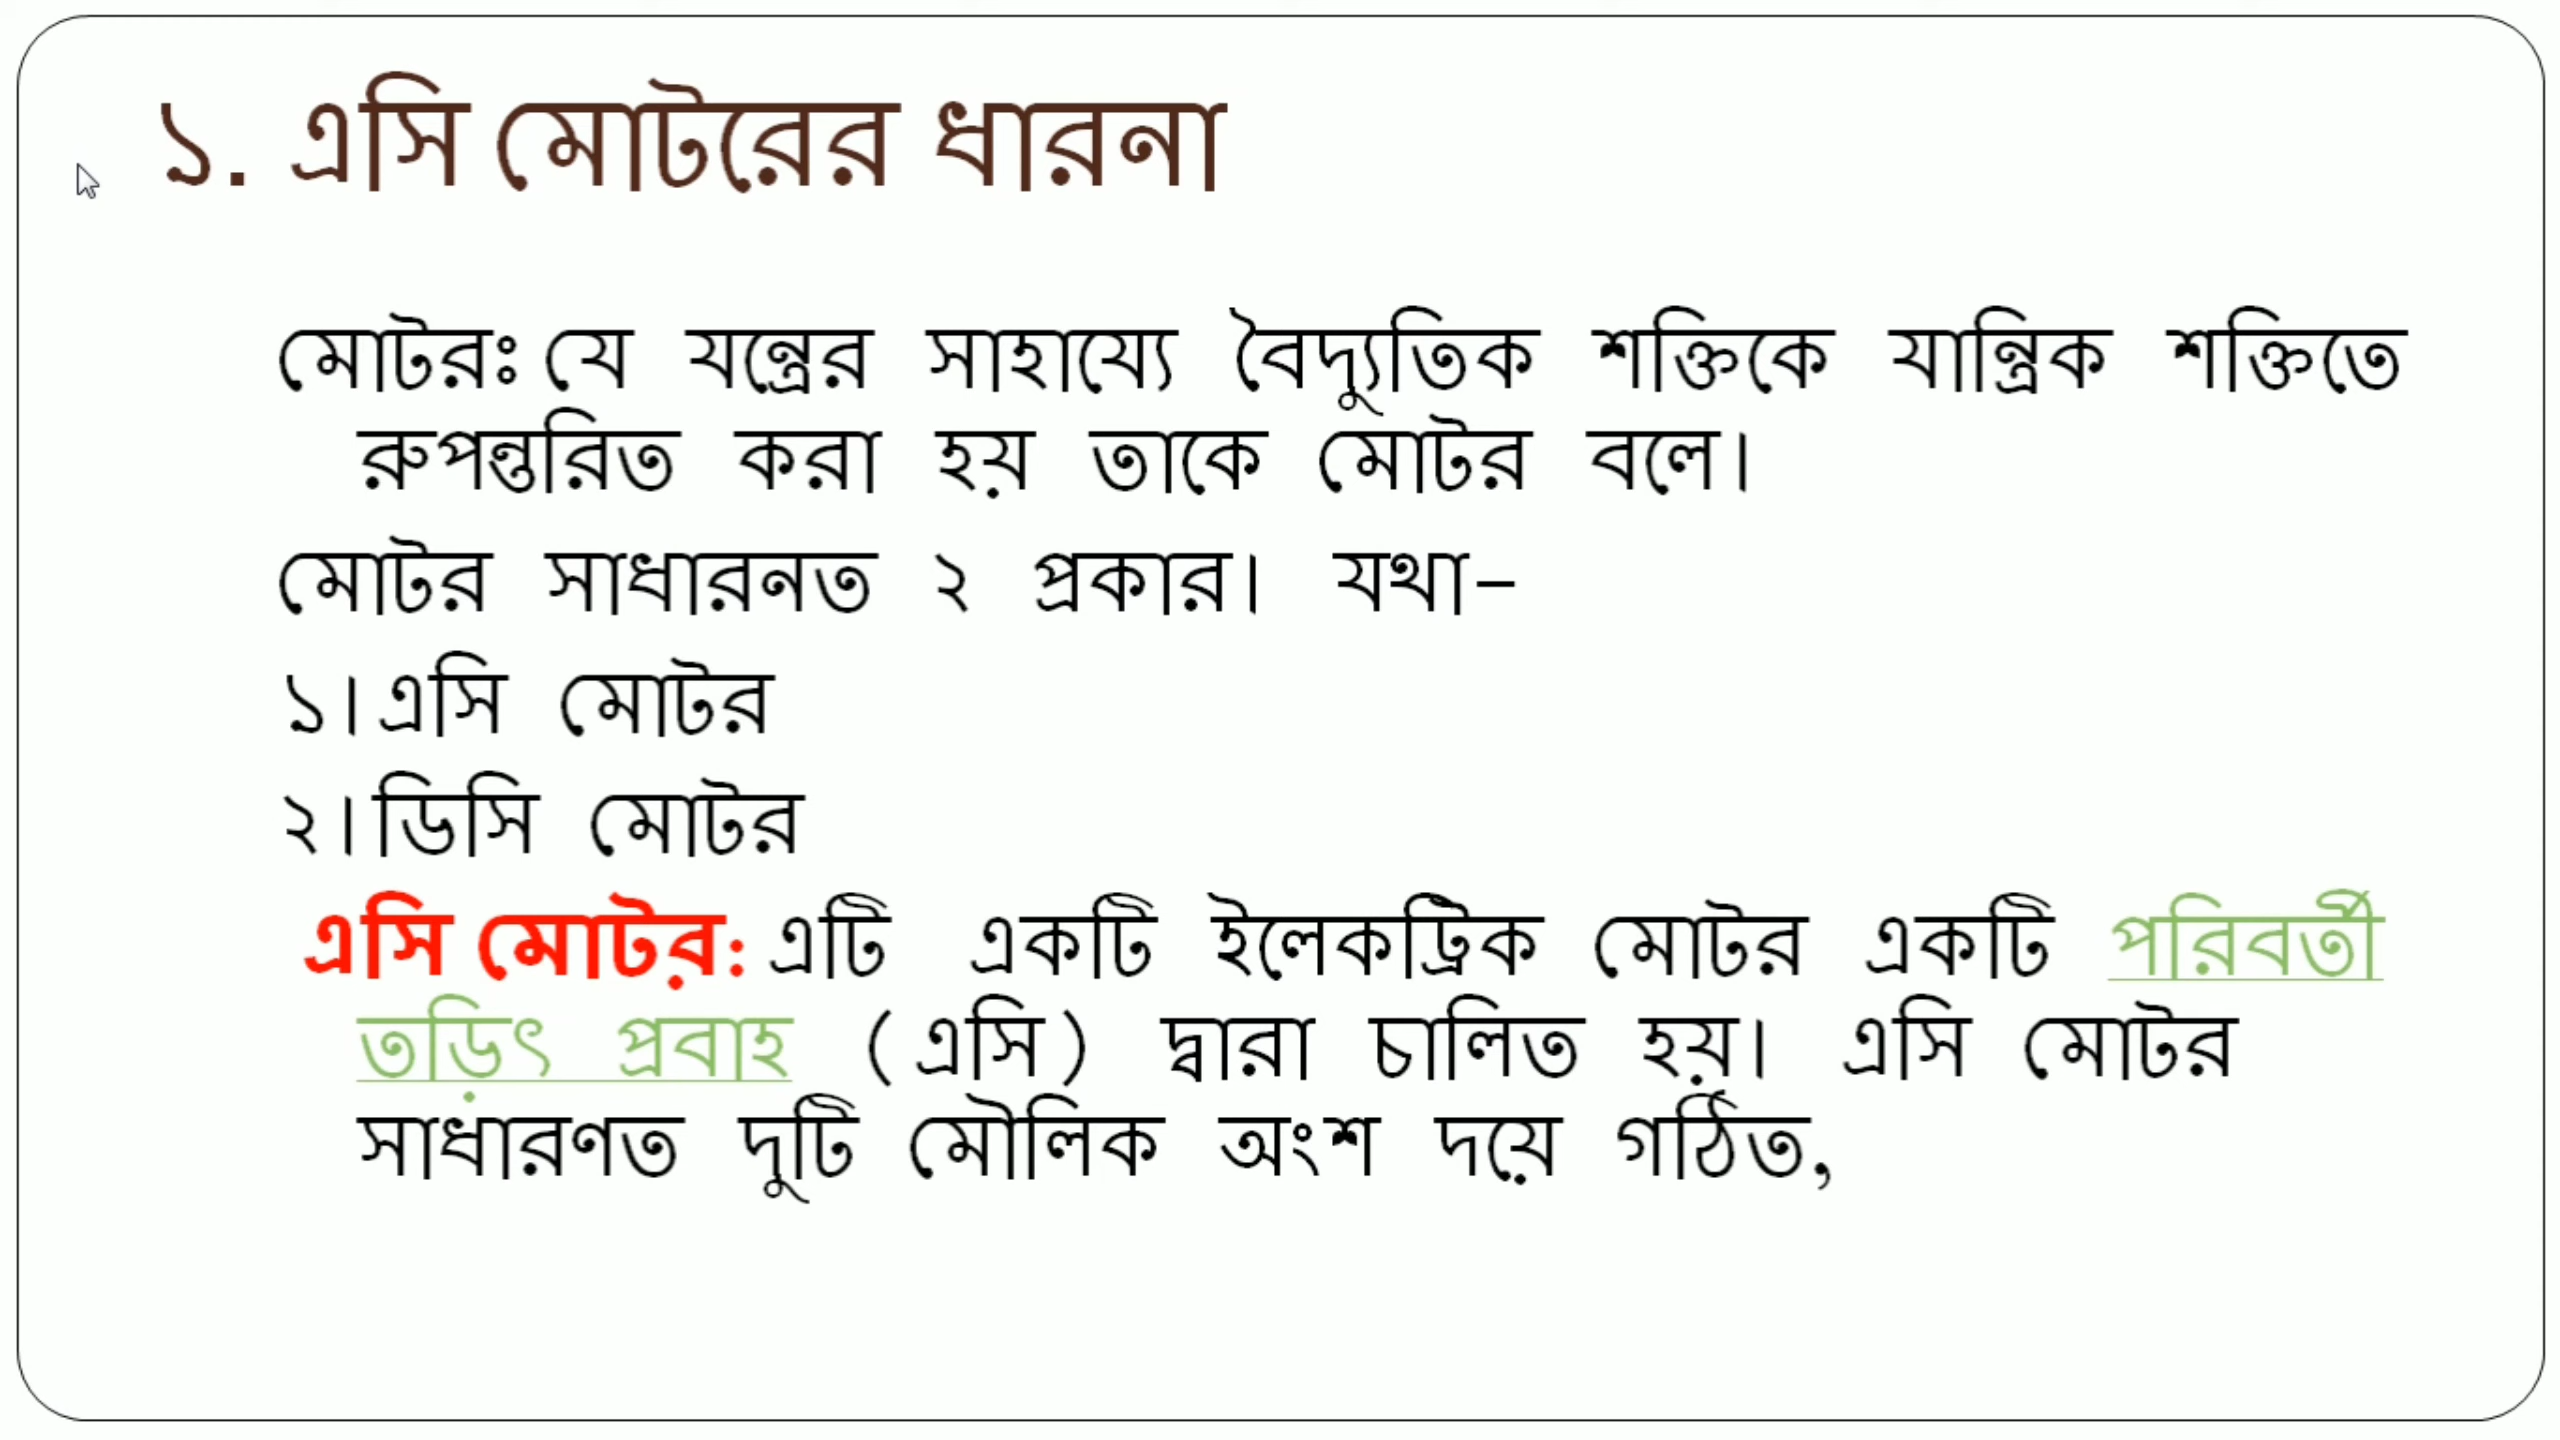 ১. এসি মোটরের ধারনা
মোটরঃ যে যন্ত্রের সাহায্যে বৈদ্যুতিক শক্তিকে যান্ত্রিক শক্তিতে
রুপন্তরিত করা হয় তাকে মোটর বলে।
মোটর সাধারনত ২ প্রকার। যথা–
১। এসি মোটর
২। ডিসি মোটর
এসি মোটর: এটি একটি ইলেকট্রিক মোটর একটি পরিবর্তী
তড়িৎ প্রবাহ (এসি) দ্বারা চালিত হয়। এসি মোটর
সাধারণত দুটি মৌলিক অংশ দয়ে গঠিত,